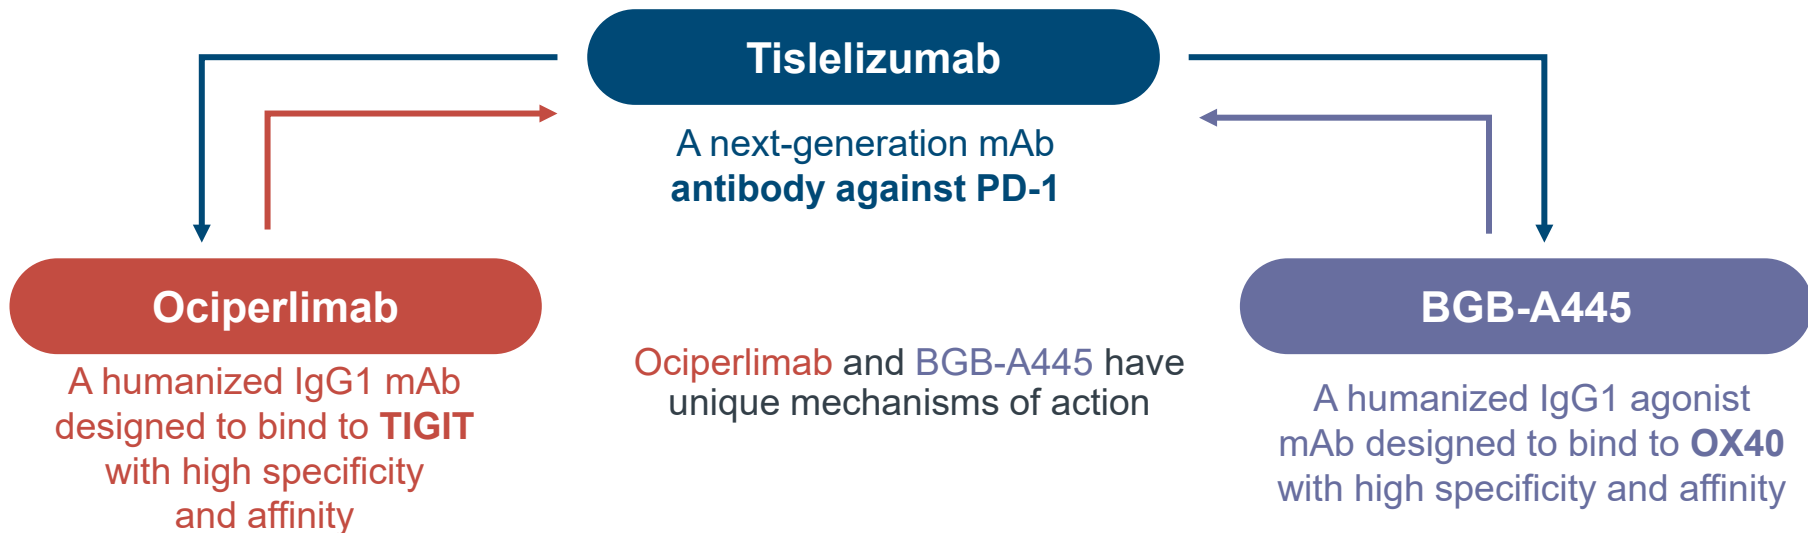 Tislelizumab
A next-generation mAb
antibody against PD-1
Ociperlimab
A humanized IgG1 mAb
designed to bind to TIGIT
with high specificity
and affinity
Ociperlimab and BGB-A445 have
unique mechanisms of action
BGB-A445
A humanized IgG1 agonist
mAb designed to bind to OX40
with high specificity and affinity